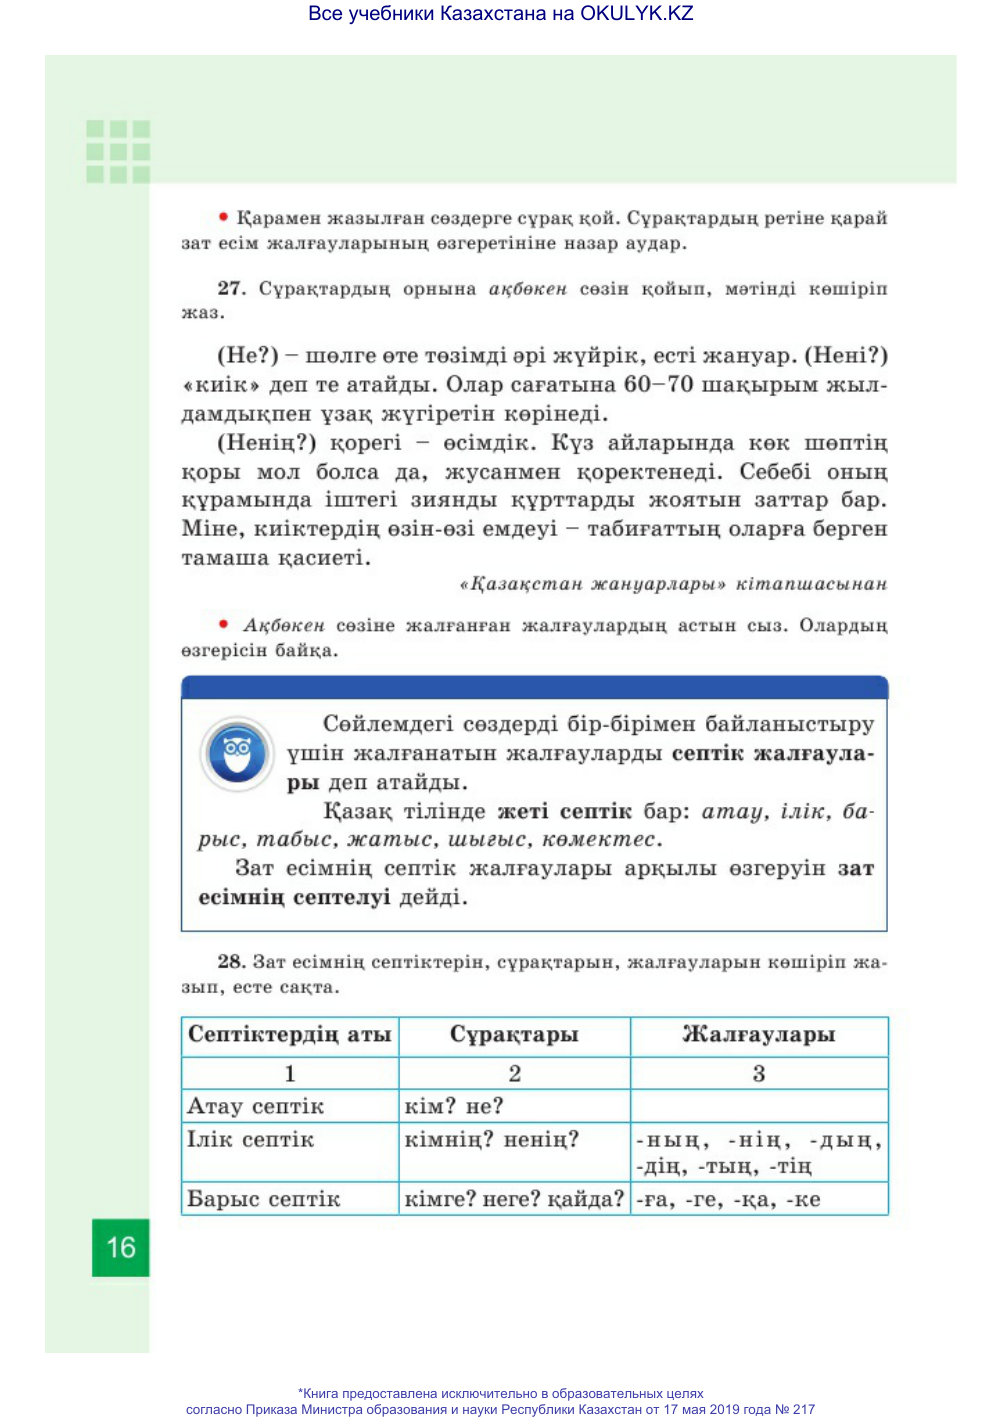 Все учебники Казахстана на OKULYK.KZ
• Қарамен жазылған сөздерге сұрақ қой. Сұрақтардың ретіне қарай
зат есім жалғауларының өзгеретініне назар аудар.
27. Сұрақтардың орнына ақбөкен сөзін қойып, мәтінді көшіріп
жаз.
(Не?) – шөлге өте төзімді әрі жүйрік, есті жануар. (Нені?)
«киік» деп те атайды. Олар сағатына 60–70 шақырым жыл-
дамдықпен ұзақ жүгіретін көрінеді.
(Ненің?) қорегі – өсімдік. Күз айларында көк шөптің
қоры мол болса да, жусанмен қоректенеді. Себебі оның
құрамында іштегі зиянды құрттарды жоятын заттар бар.
Міне, киіктердің өзін-өзі емдеуі – табиғаттың оларға берген
тамаша қасиеті.
«Қазақстан жануарлары» кітапшасынан
• Ақбөкен сөзіне жалғанған жалғаулардың астын сыз. Олардың
өзгерісін байқа.
Сөйлемдегі сөздерді бір-бірімен байланыстыру
үшін жалғанатын жалғауларды септік жалғаула-
ры деп атайды.
Қазақ тілінде жеті септік бар: атау, ілік, ба-
рыс, табыс, жатыс, шығыс, көмектес.
Зат есімнің септік жалғаулары арқылы өзгеруін зат
есімнің септелуі дейді.
28. Зат есімнің септіктерін, сұрақтарын, жалғауларын көшіріп жа-
зып, есте сақта.
Септіктердің аты Сұрақтары Жалғаулары
1 2 3
Атау септік кім? не?
Ілік септік кімнің? ненің? -ның, -нің, -дың,
-дің, -тың, -тің
Барыс септік кімге? неге? қайда? -ға, -ге, -қа, -ке
16
*Книга предоставлена исключительно в образовательных целях
согласно Приказа Министра образования и науки Республики Казахстан от 17 мая 2019 года № 217